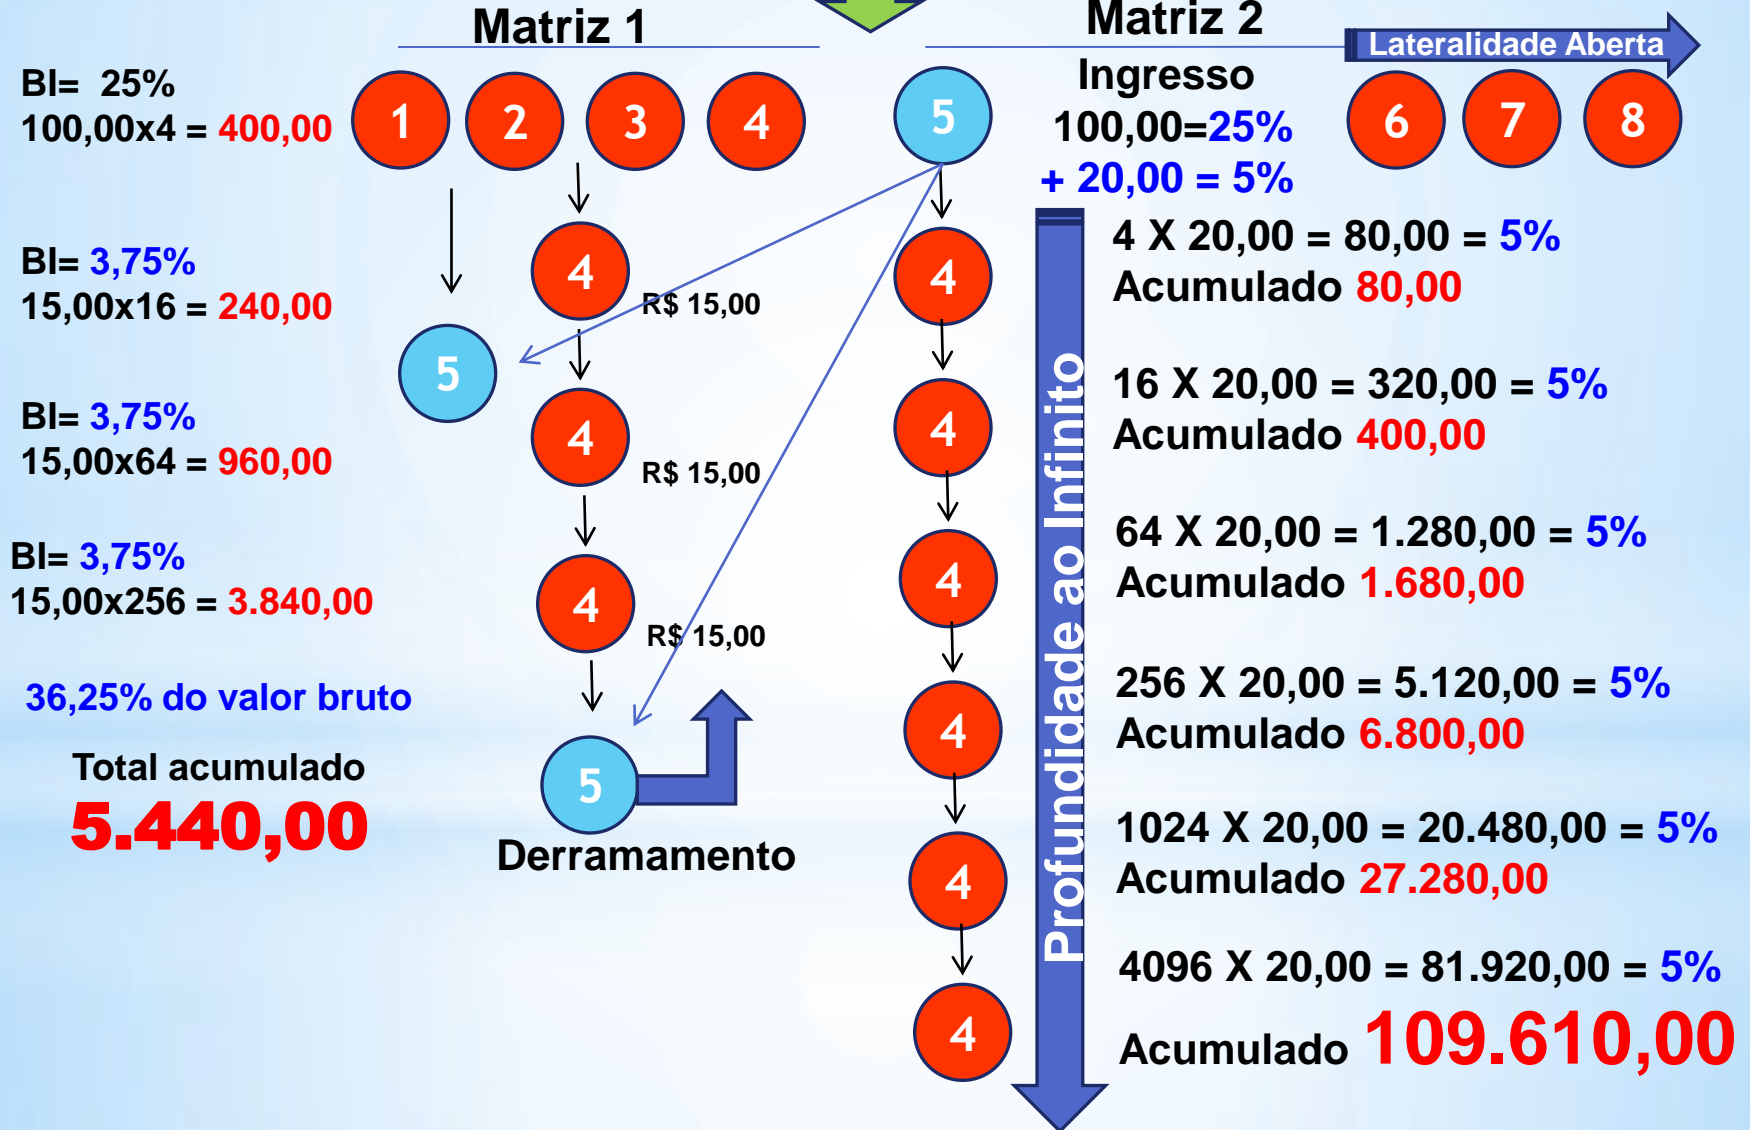 Matriz 1
BI= 25%
100,00x4 = 400,00
1 2 3 4
BI= 3,75%
15,00x16 = 240,00
4
R$ 15,00
5
BI= 3,75%
15,00x64 = 960,00
4
R$ 15,00
BI= 3,75%
15,00x256 = 3.840,00
4
R$ 15,00
36,25% do valor bruto
Total acumulado
5.440,00
5
Derramamento
Matriz 2
Lateralidade Aberta
5
Ingresso
100,00=25%
+ 20,00 = 5%
6 7 8
Profundidade ao Infinito
4
4 X 20,00 = 80,00 = 5%
Acumulado 80,00
4
16 X 20,00 = 320,00 = 5%
Acumulado 400,00
4
64 X 20,00 = 1.280,00 = 5%
Acumulado 1.680,00
4
256 X 20,00 = 5.120,00 = 5%
Acumulado 6.800,00
4
1024 X 20,00 = 20.480,00 = 5%
Acumulado 27.280,00
4
4096 X 20,00 = 81.920,00 = 5%
Acumulado 109.610,00